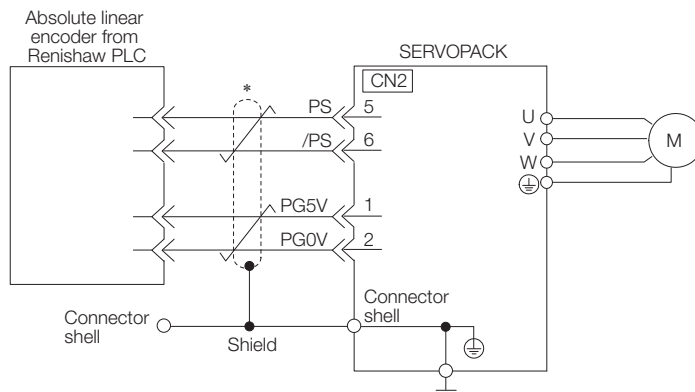 Absolute linear
encoder from
Renishaw PLC
SERVOPACK
CN2
*
PS
5
/PS
6
PG5V
1
PG0V
2
U
V
W
M
Connector
shell
Shield
Connector
shell